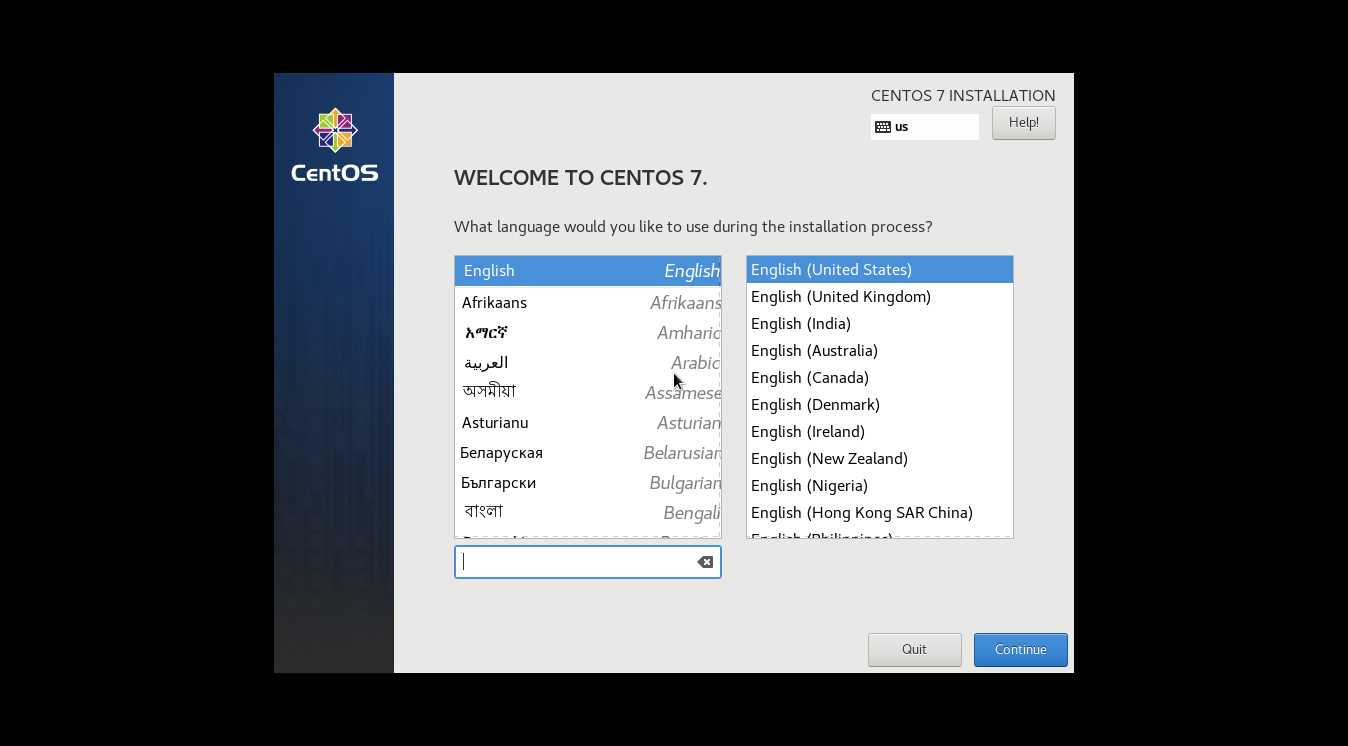 CENTOS 7 INSTALLATION
us
Help!
CentOS
WELCOME TO CENTOS 7.
What language would you like to use during the installation process?
English English
Afrikaans Afrikaans
አማርኛ Amharic
العربية Arabic
অসমীয়া Assamese
Asturianu Asturian
Беларуская Belarusian
Български Bulgarian
বাংলা Bengali
English (United States)
English (United Kingdom)
English (India)
English (Australia)
English (Canada)
English (Denmark)
English (Ireland)
English (New Zealand)
English (Nigeria)
English (Hong Kong SAR China)
English (Philippines)
Quit
Continue